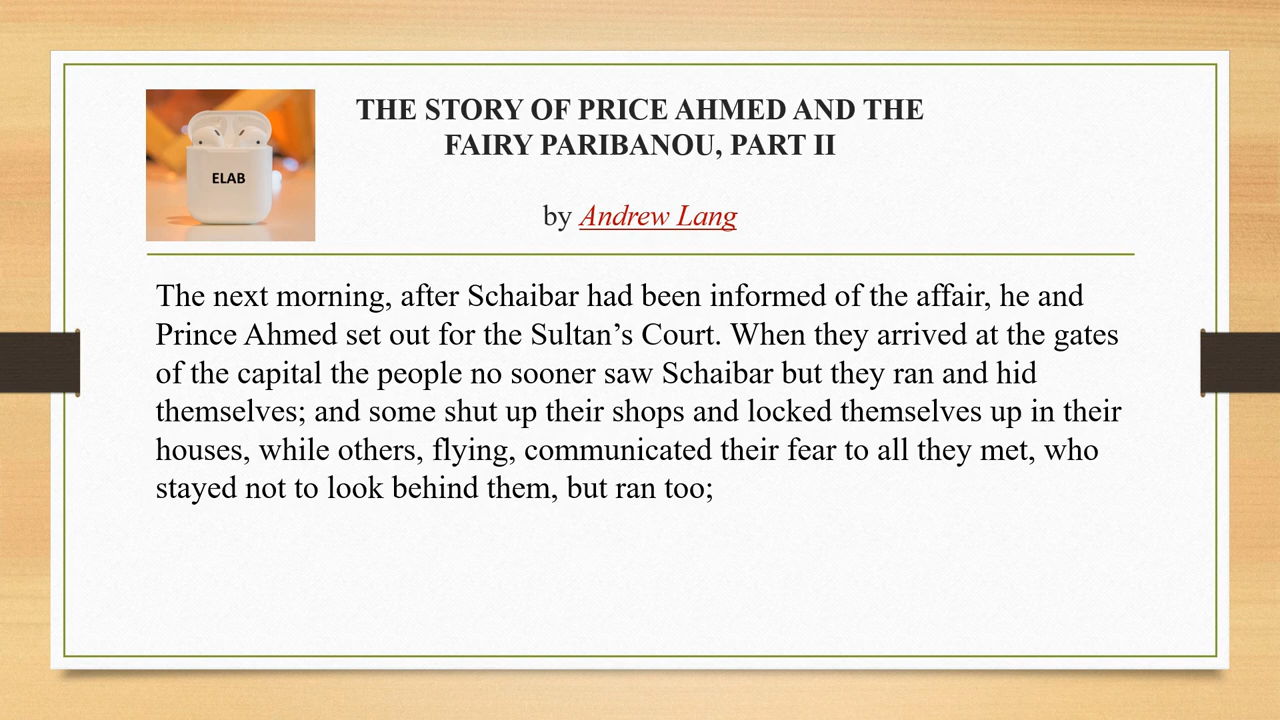 ELAB
THE STORY OF PRICE AHMED AND THE
FAIRY PARIBANOU, PART II
by Andrew Lang
The next morning, after Schaibar had been informed of the affair, he and
Prince Ahmed set out for the Sultan’s Court. When they arrived at the gates
of the capital the people no sooner saw Schaibar but they ran and hid
themselves; and some shut up their shops and locked themselves up in their
houses, while others, flying, communicated their fear to all they met, who
stayed not to look behind them, but ran too;